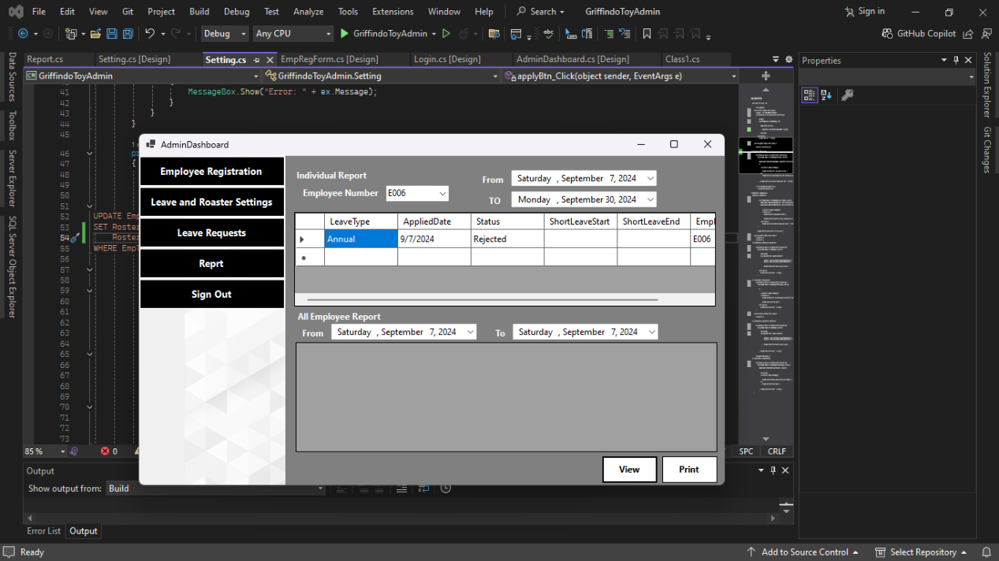 File Edit View Git Project Build Debug Test Analyze Tools Extensions Window Help Search GriffindoToyAdmin Sign in
Debug Any CPU GriffindoToyAdmin GitHub Copilot
Report.cs Setting.cs [Design] Setting.cs EmpRegForm.cs [Design] Login.cs [Design] AdminDashboard.cs [Design] Class1.cs Properties
GriffindoToyAdmin GriffindoToyAdmin.Setting applyBtn_Click(object sender, EventArgs e)
Data Sources
Toolbox
Server Explorer
SQL Server Object Explorer
Solution Explorer
Git Changes
41 MessageBox.Show("Error: " + ex.Message);
42 }
43 }
44 }
45
46
47
48 {
49
50
51
52 UPDATE Emp
53 SET Roster
54 Roster
55 WHERE Empl
57
58
59
60
62
63
64
65
66
67
68
69
70
71
72
73
AdminDashboard
Employee Registration
Leave and Roaster Settings
Leave Requests
Reprt
Sign Out
Individual Report
From Saturday , September 7, 2024
Employee Number E006
TO Monday , September 30, 2024
LeaveType AppliedDate Status ShortLeaveStart ShortLeaveEnd Empl
Annual 9/7/2024 Rejected E006
All Employee Report
From Saturday , September 7, 2024 To Saturday , September 7, 2024
View Print
85 % 0 SPC CRLF
Output
Show output from: Build
Error List Output
Ready Add to Source Control Select Repository